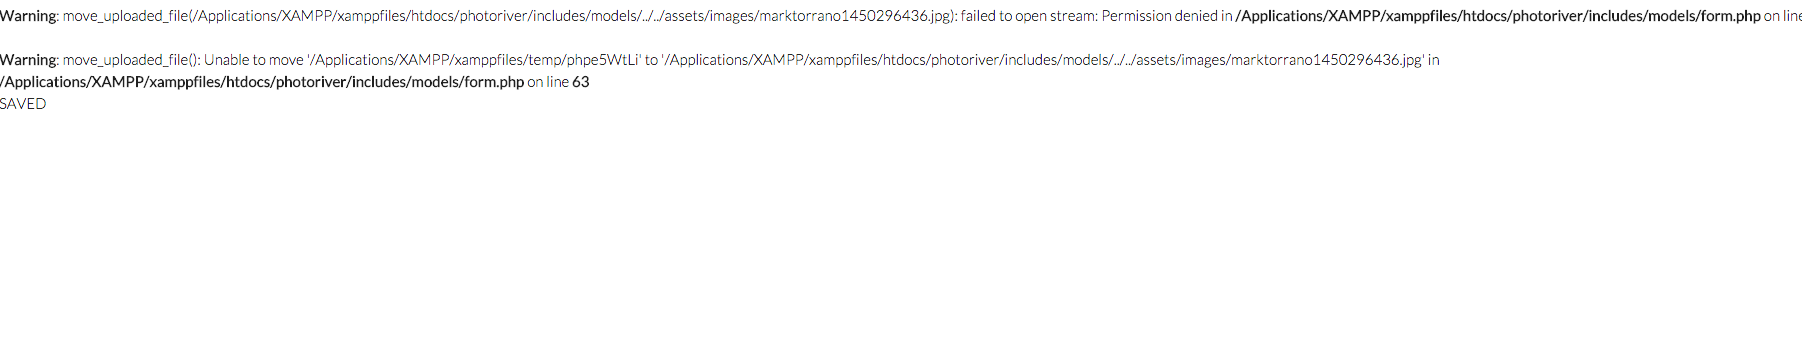 Warning: move_uploaded_file(/Applications/XAMPP/xamppfiles/htdocs/photoriver/includes/models/../../assets/images/marktorrano1450296436.jpg): failed to open stream: Permission denied in /Applications/XAMPP/xamppfiles/htdocs/photoriver/includes/models/form.php on line
Warning: move_uploaded_file(): Unable to move '/Applications/XAMPP/xamppfiles/temp/phpe5WtLi' to '/Applications/XAMPP/xamppfiles/htdocs/photoriver/includes/models/../../assets/images/marktorrano1450296436.jpg' in
/Applications/XAMPP/xamppfiles/htdocs/photoriver/includes/models/form.php on line 63
SAVED